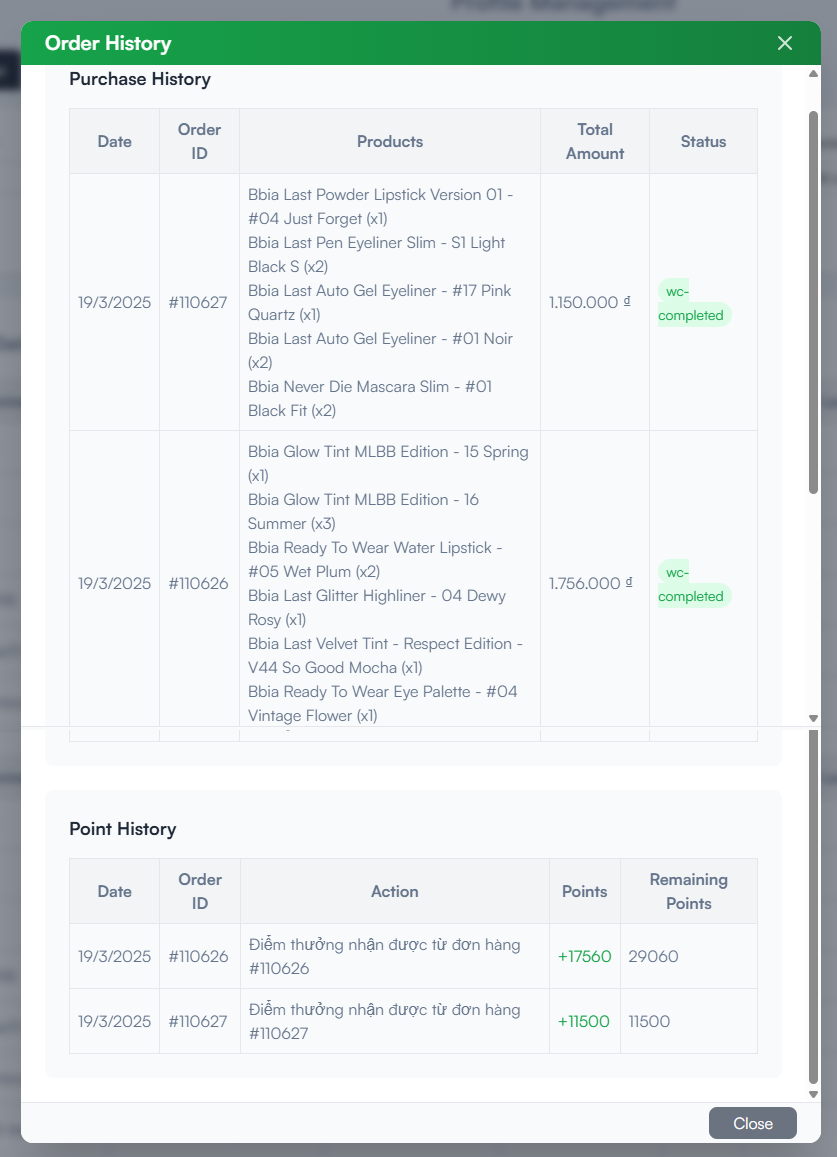 Profile Management
Order History
Purchase History
Date
Order
ID
Products
Total
Amount
Status
19/3/2025
#110627
Bbia Last Powder Lipstick Version 01 -
#04 Just Forget (x1)
Bbia Last Pen Eyeliner Slim - S1 Light
Black S (x2)
Bbia Last Auto Gel Eyeliner - #17 Pink
Quartz (x1)
Bbia Last Auto Gel Eyeliner - #01 Noir
(x2)
Bbia Never Die Mascara Slim - #01
Black Fit (x2)
1.150.000 ₫
wc-
completed
19/3/2025
#110626
Bbia Glow Tint MLBB Edition - 15 Spring
(x1)
Bbia Glow Tint MLBB Edition - 16
Summer (x3)
Bbia Ready To Wear Water Lipstick -
#05 Wet Plum (x2)
Bbia Last Glitter Highliner - 04 Dewy
Rosy (x1)
Bbia Last Velvet Tint - Respect Edition -
V44 So Good Mocha (x1)
Bbia Ready To Wear Eye Palette - #04
Vintage Flower (x1)
1.756.000 ₫
wc-
completed
Point History
Date
Order
ID
Action
Points
Remaining
Points
19/3/2025
#110626
Điểm thưởng nhận được từ đơn hàng
#110626
+17560
29060
19/3/2025
#110627
Điểm thưởng nhận được từ đơn hàng
#110627
+11500
11500
Close